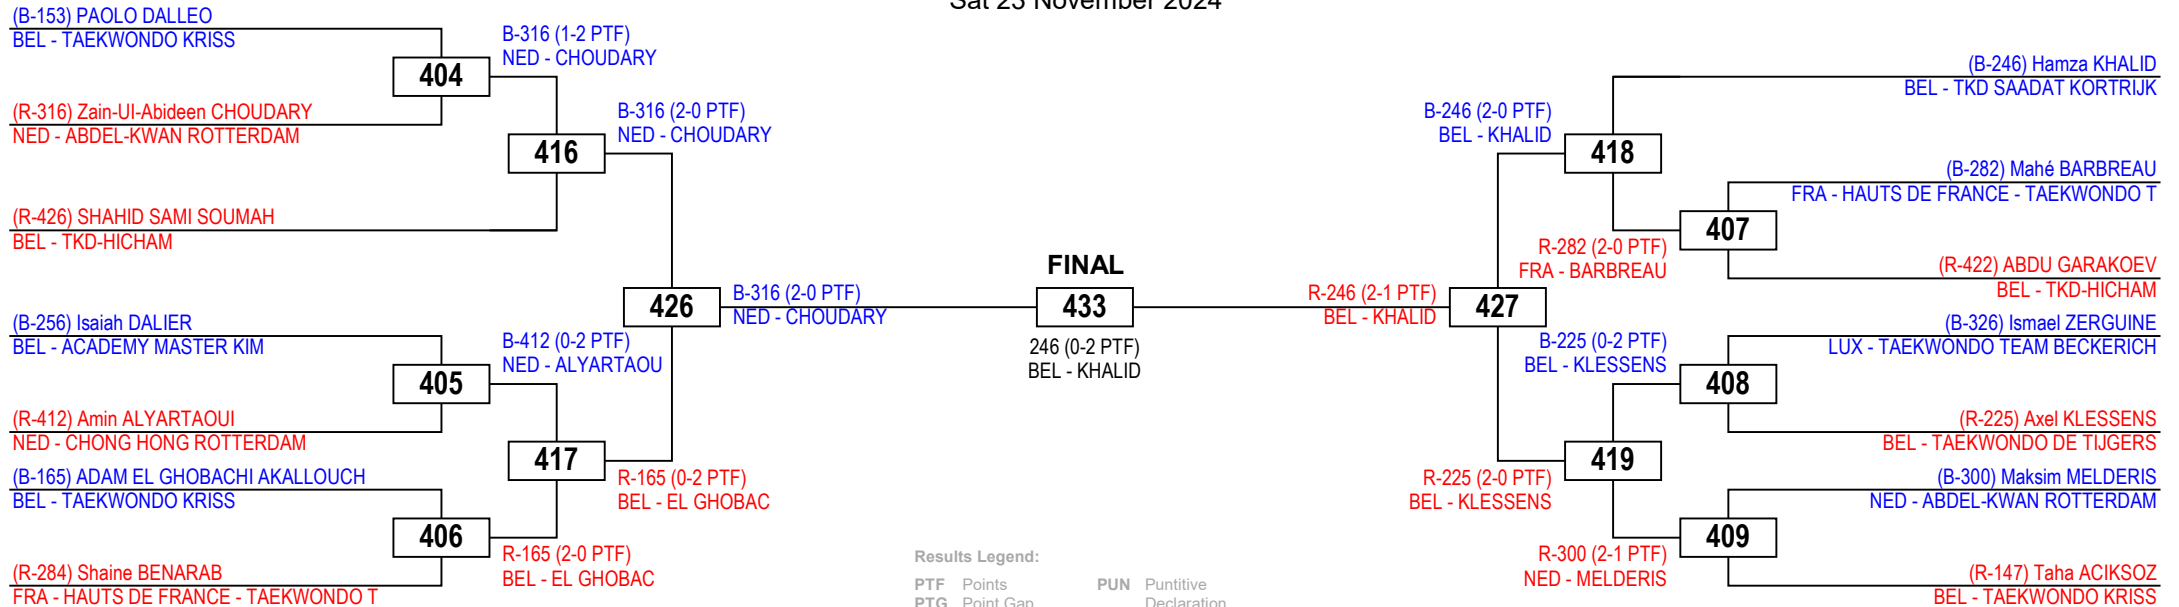 Sat 23 November 2024
(B-153) PAOLO DALLEO
BEL - TAEKWONDO KRISS
404
(R-316) Zain-Ul-Abideen CHOUDARY
NED - ABDEL-KWAN ROTTERDAM
B-316 (1-2 PTF)
NED - CHOUDARY
416
(R-426) SHAHID SAMI SOUMAH
BEL - TKD-HICHAM
B-316 (2-0 PTF)
NED - CHOUDARY
(B-256) Isaiah DALIER
BEL - ACADEMY MASTER KIM
405
(R-412) Amin ALYARTAOUI
NED - CHONG HONG ROTTERDAM
B-412 (0-2 PTF)
NED - ALYARTAOU
417
(B-165) ADAM EL GHOBACHI AKALLOUCH
BEL - TAEKWONDO KRISS
406
(R-284) Shaine BENARAB
FRA - HAUTS DE FRANCE - TAEKWONDO T
R-165 (2-0 PTF)
BEL - EL GHOBAC
R-165 (0-2 PTF)
BEL - EL GHOBAC
426
B-316 (2-0 PTF)
NED - CHOUDARY
FINAL
433
246 (0-2 PTF)
BEL - KHALID
R-246 (2-1 PTF)
BEL - KHALID
427
B-246 (2-0 PTF)
BEL - KHALID
418
(B-246) Hamza KHALID
BEL - TKD SAADAT KORTRIJK
(B-282) Mahé BARBREAU
FRA - HAUTS DE FRANCE - TAEKWONDO T
407
R-282 (2-0 PTF)
FRA - BARBREAU
(R-422) ABDU GARAKOEV
BEL - TKD-HICHAM
(B-326) Ismael ZERGUINE
LUX - TAEKWONDO TEAM BECKERICH
B-225 (0-2 PTF)
BEL - KLESSENS
408
(R-225) Axel KLESSENS
BEL - TAEKWONDO DE TIJGERS
419
R-225 (2-0 PTF)
BEL - KLESSENS
(B-300) Maksim MELDERIS
NED - ABDEL-KWAN ROTTERDAM
409
R-300 (2-1 PTF)
NED - MELDERIS
(R-147) Taha ACIKSOZ
BEL - TAEKWONDO KRISS
Results Legend:
PTF Points PUN Puntitive
PTG Point Gap Declaration